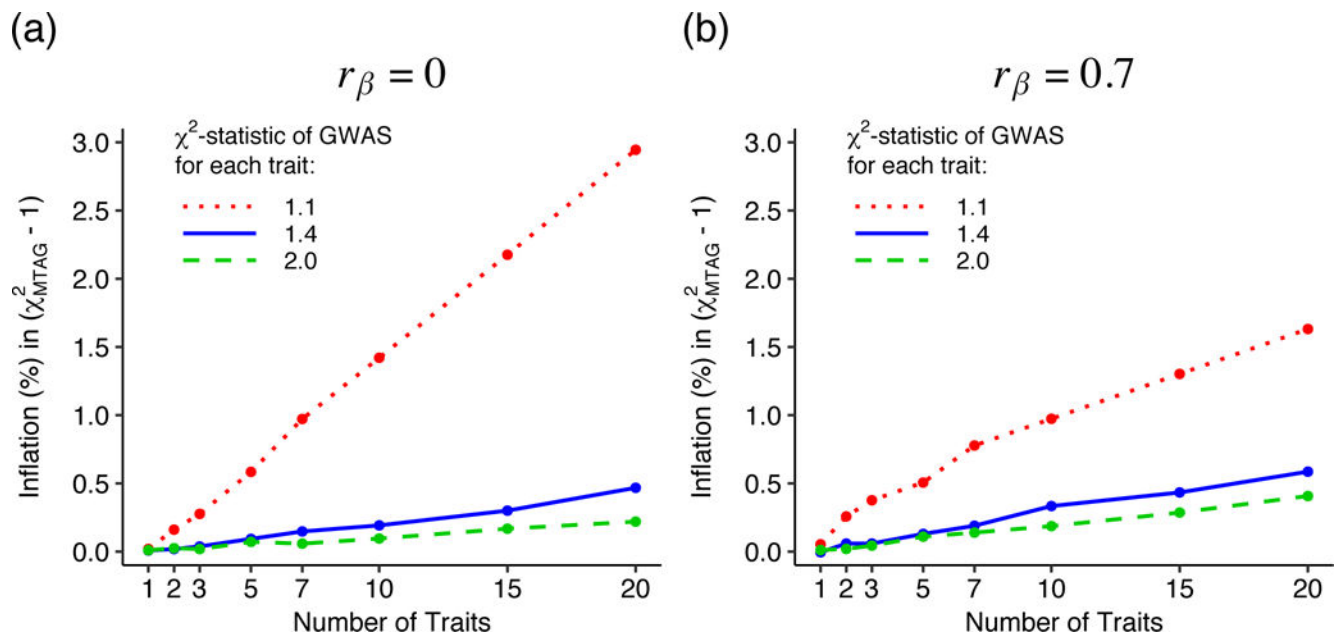 (a)
r_β = 0
Inflation (%) in (χ²_MTAG - 1)
3.0
2.5
2.0
1.5
1.0
0.5
0.0
χ²-statistic of GWAS
for each trait:
1.1
1.4
2.0
1 2 3 5 7 10 15 20
Number of Traits
(b)
r_β = 0.7
Inflation (%) in (χ²_MTAG - 1)
3.0
2.5
2.0
1.5
1.0
0.5
0.0
χ²-statistic of GWAS
for each trait:
1.1
1.4
2.0
1 2 3 5 7 10 15 20
Number of Traits